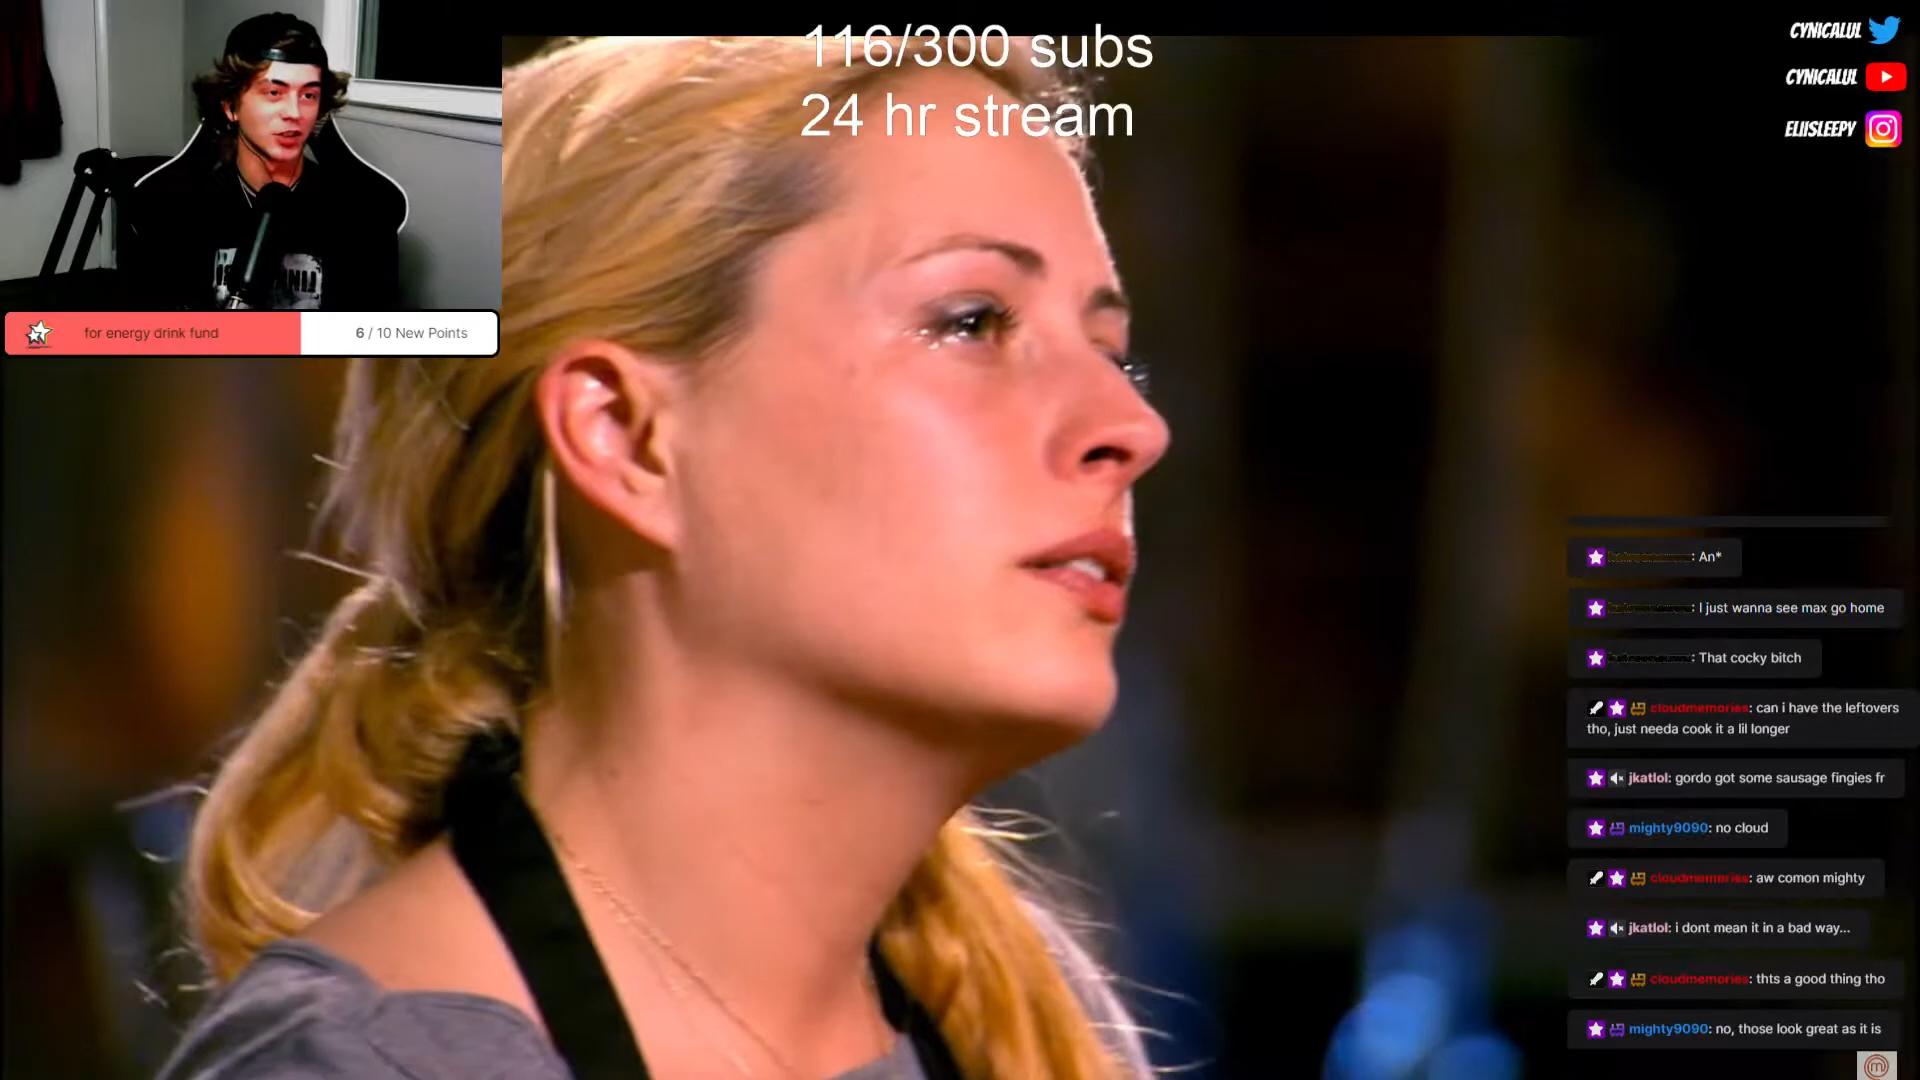 116/300 subs
24 hr stream
CYNICALUL
CYNICALUL
ELIISLEEPY
for energy drink fund
6 / 10 New Points
: An*
: I just wanna see max go home
: That cocky bitch
cloudmemories: can i have the leftovers
tho, just needa cook it a lil longer
jkatlol: gordo got some sausage fingies fr
mighty9090: no cloud
cloudmemories: aw comon mighty
jkatlol: i dont mean it in a bad way...
cloudmemories: thts a good thing tho
mighty9090: no, those look great as it is